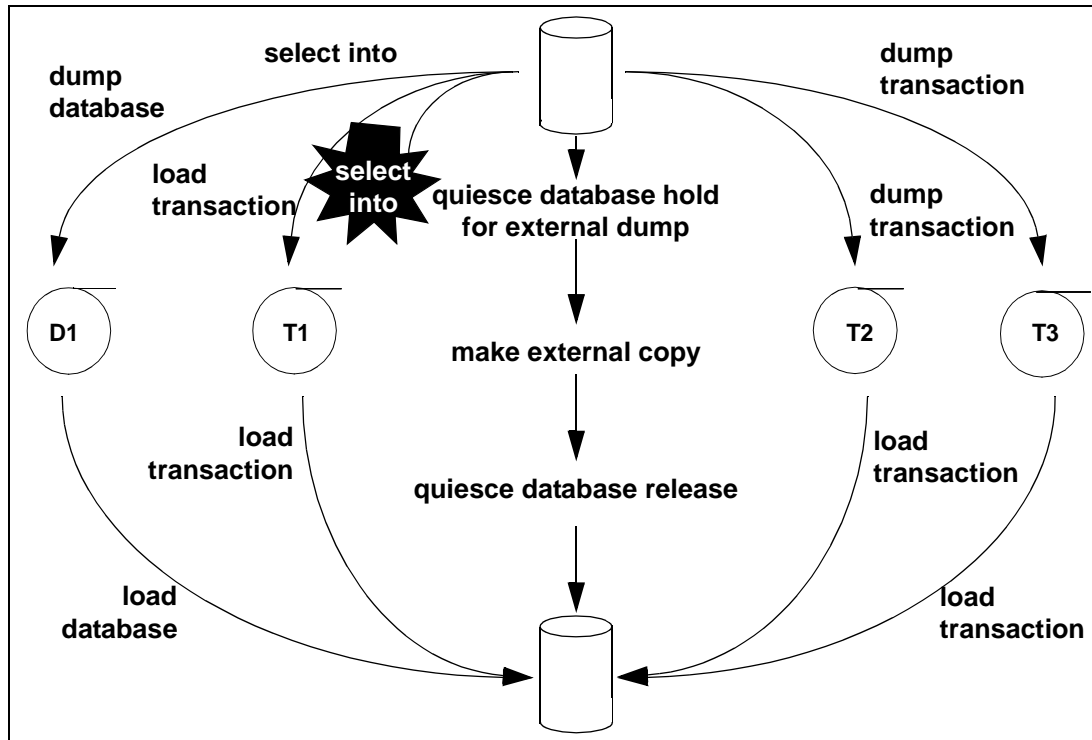 select into
dump
database
dump
transaction
load
transaction
select
into
quiesce database hold
for external dump
dump
transaction
D1
T1
T2
T3
make external copy
load
transaction
load
transaction
quiesce database release
load
database
load
transaction